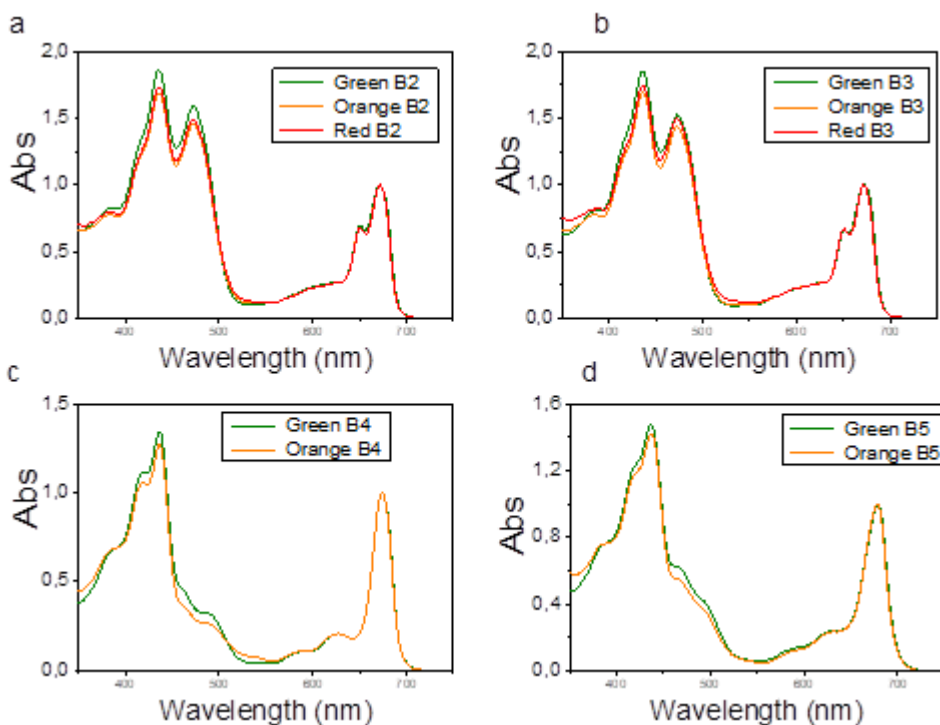 a
2,0
1,5
1,0
0,5
0,0
Abs
Green B2
Orange B2
Red B2
400
500
600
700
Wavelength (nm)
b
2,0
1,5
1,0
0,5
0,0
Abs
Green B3
Orange B3
Red B3
400
500
600
700
Wavelength (nm)
c
1,5
1,0
0,5
0,0
Abs
Green B4
Orange B4
400
500
600
700
Wavelength (nm)
d
1,6
1,2
0,8
0,4
0,0
Abs
Green B5
Orange B5
400
500
600
700
Wavelength (nm)